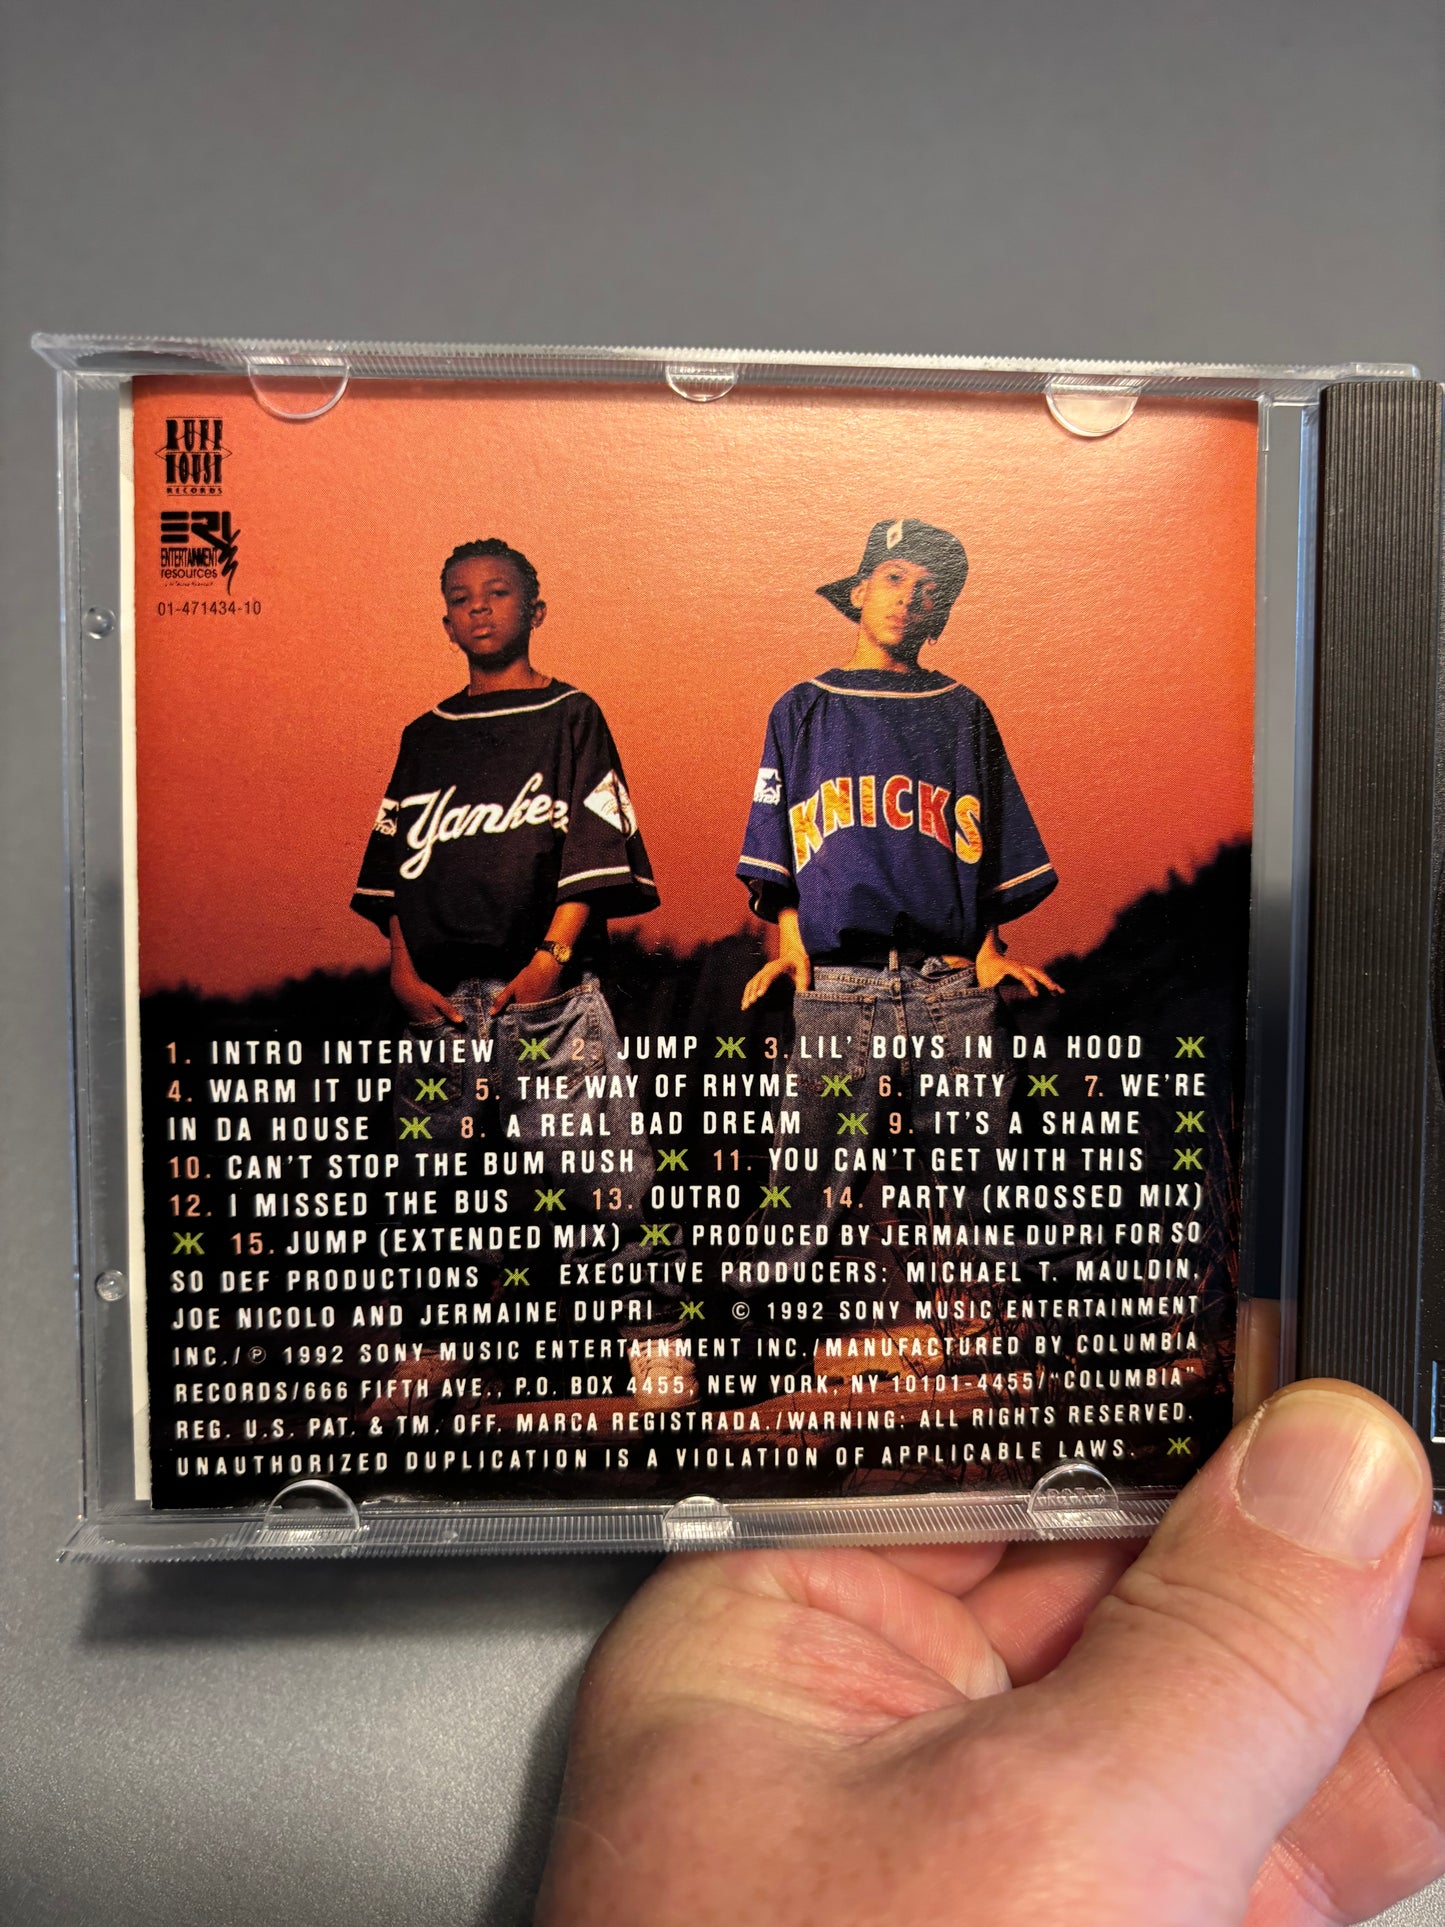 RUFF
HOUSE
RECORDS
ERM
ENTERTAINMENT
resources
01-471434-10
Yankees
KNICKS
1. INTRO INTERVIEW 2. JUMP 3. LIL' BOYS IN DA HOOD
4. WARM IT UP 5. THE WAY OF RHYME 6. PARTY 7. WE'RE
IN DA HOUSE 8. A REAL BAD DREAM 9. IT'S A SHAME
10. CAN'T STOP THE BUM RUSH 11. YOU CAN'T GET WITH THIS
12. I MISSED THE BUS 13. OUTRO 14. PARTY (KROSSED MIX)
15. JUMP (EXTENDED MIX) PRODUCED BY JERMAINE DUPRI FOR SO
SO DEF PRODUCTIONS EXECUTIVE PRODUCERS: MICHAEL T. MAULDIN,
JOE NICOLO AND JERMAINE DUPRI © 1992 SONY MUSIC ENTERTAINMENT
INC./℗ 1992 SONY MUSIC ENTERTAINMENT INC./MANUFACTURED BY COLUMBIA
RECORDS/666 FIFTH AVE., P.O. BOX 4455, NEW YORK, NY 10101-4455/"COLUMBIA"
REG. U.S. PAT. & TM. OFF. MARCA REGISTRADA./WARNING: ALL RIGHTS RESERVED.
UNAUTHORIZED DUPLICATION IS A VIOLATION OF APPLICABLE LAWS.